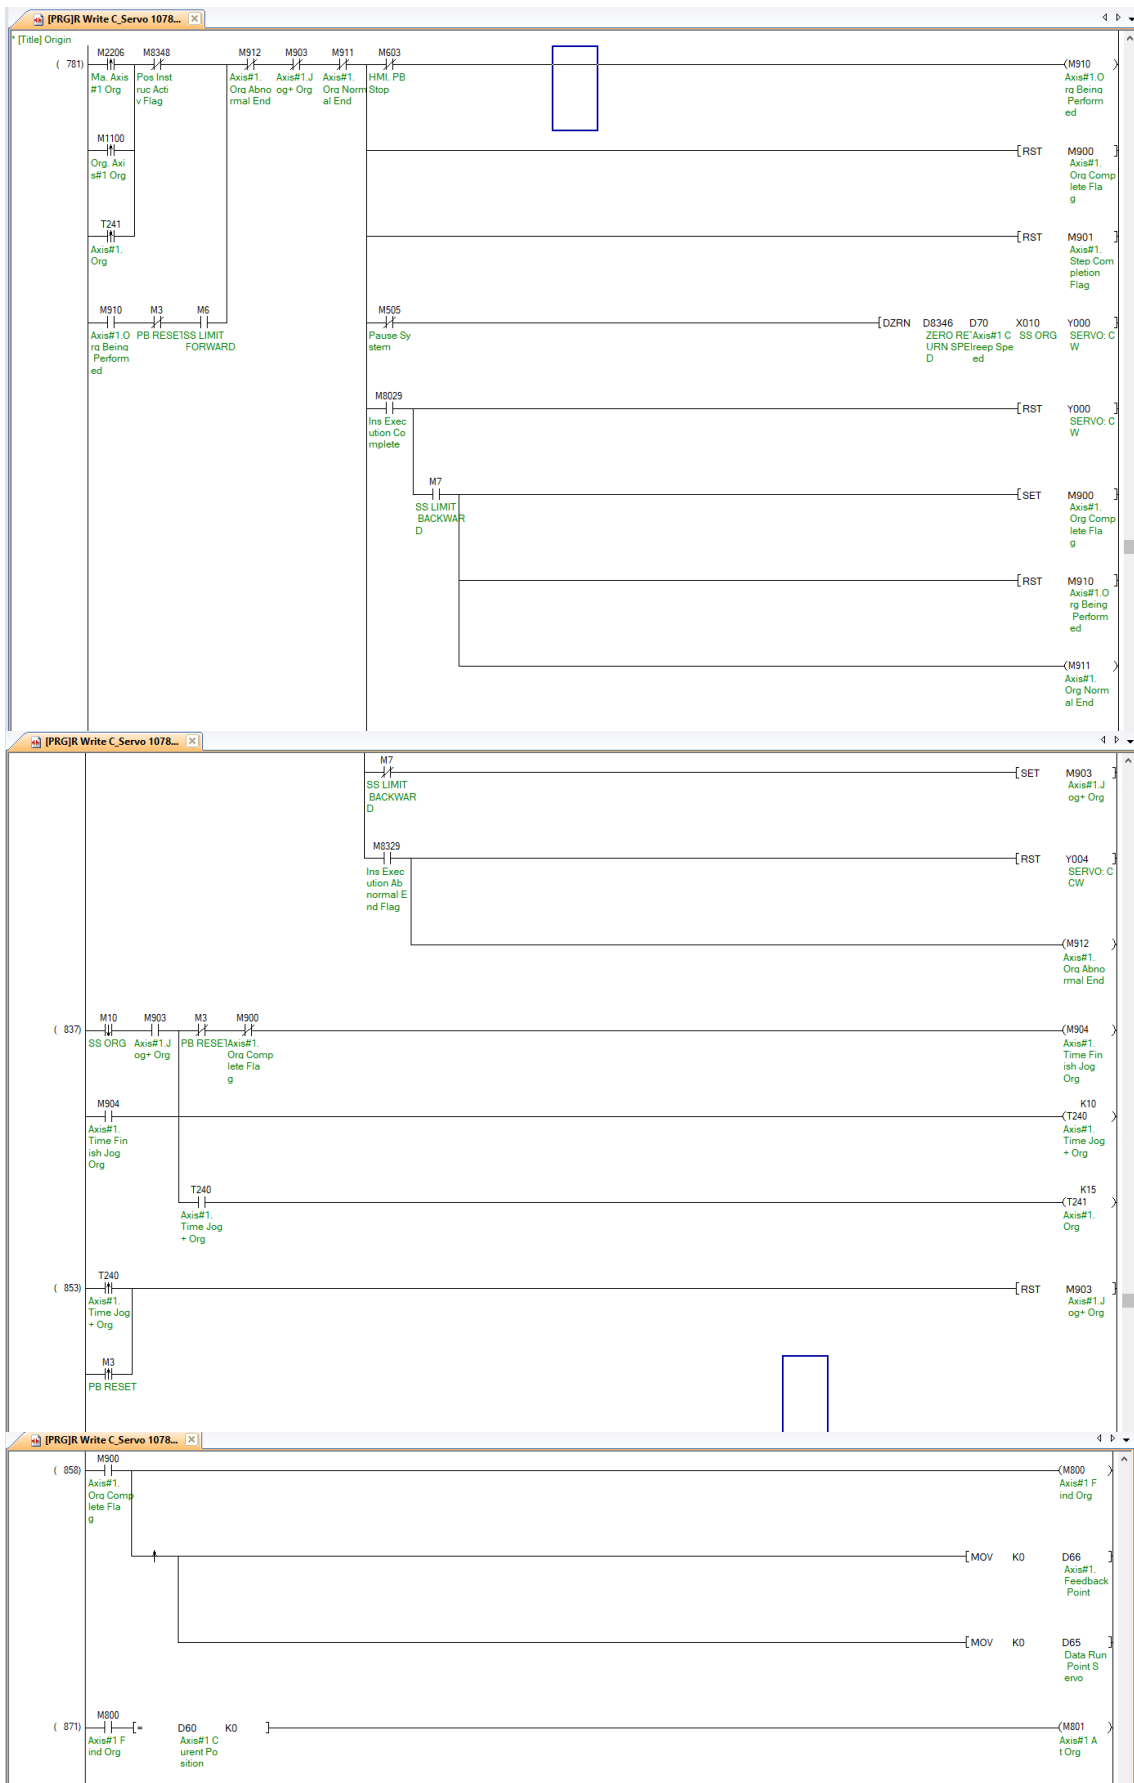 [PRG]R Write C_Servo 1078...
* [Title] Origin
M2206 M8348 M912 M903 M911 M603
( 781) (M910 )
Ma. Axis Pos Inst Axis#1. Axis#1.J Axis#1. HMI. PB Axis#1.O
#1 Org ruc Acti Org Abno og+ Org Org Norm Stop rg Being
v Flag rmal End al End Perform
ed
M1100
[RST M900 ]
Org. Axi Axis#1.
s#1 Org Org Comp
lete Fla
g
T241
[RST M901 ]
Axis#1. Axis#1.
Org Step Com
pletion
Flag
M910 M3 M6 M505
[DZRN D8346 D70 X010 Y000 ]
Axis#1.O PB RESET SS LIMIT Pause Sy ZERO RE Axis#1 C SS ORG SERVO: C
rg Being FORWARD stem URN SPE reep Spe W
Perform D ed
ed
M8029
[RST Y000 ]
Ins Exec SERVO: C
ution Co W
mplete
M7
[SET M900 ]
SS LIMIT Axis#1.
BACKWAR Org Comp
D lete Fla
g
[RST M910 ]
Axis#1.O
rg Being
Perform
ed
(M911 )
Axis#1.
Org Norm
al End
[PRG]R Write C_Servo 1078...
M7
[SET M903 ]
SS LIMIT Axis#1.J
BACKWAR og+ Org
D
M8329
[RST Y004 ]
Ins Exec SERVO: C
ution Ab CW
normal E
nd Flag
(M912 )
Axis#1.
Org Abno
rmal End
M10 M903 M3 M900
( 837) (M904 )
SS ORG Axis#1.J PB RESET Axis#1. Axis#1.
og+ Org Org Comp Time Fin
lete Fla ish Jog
g Org
M904 K10
(T240 )
Axis#1. Axis#1.
Time Fin Time Jog
ish Jog + Org
Org
T240 K15
(T241 )
Axis#1. Axis#1.
Time Jog Org
+ Org
T240
( 853) [RST M903 ]
Axis#1. Axis#1.J
Time Jog og+ Org
+ Org
M3
PB RESET
[PRG]R Write C_Servo 1078...
M900
( 858) (M800 )
Axis#1. Axis#1 F
Org Comp ind Org
lete Fla
g
[MOV K0 D66 ]
Axis#1.
Feedback
Point
[MOV K0 D65 ]
Data Run
Point S
ervo
M800
( 871) [= D60 K0 ] (M801 )
Axis#1 F Axis#1 C Axis#1 A
ind Org urent Po t Org
sition